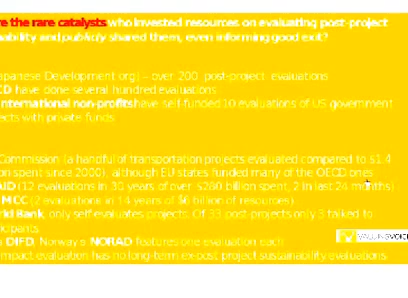 e the rare catalysts who invested resources on evaluating post-project
ability and publicly shared them, even informing good exit?
apanese Development org) – over 200 post-project evaluations
CD have done several hundred evaluations
International non-profits have self-funded 10 evaluations of US government
ects with private funds
Commission (a handful of transportation projects evaluated compared to $1.4
on spent since 2000), although EU states funded many of the OECD ones
AID (12 evaluations in 30 years of over $280 billion spent, 2 in last 24 months)
MCC (2 evaluations in 14 years of billion of resources)
rld Bank, only self evaluates projects. Of 33 post-projects only 3 talked to
icipants
DIFD, Norway's NORAD features one evaluation each
mpact evaluation has no long-term ex-post project sustainability evaluations
VALUINGVOICE